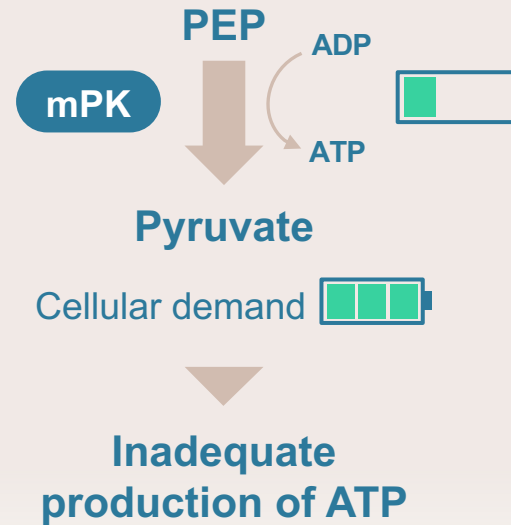 PEP
ADP
mPK
ATP
Pyruvate
Cellular demand
Inadequate
production of ATP